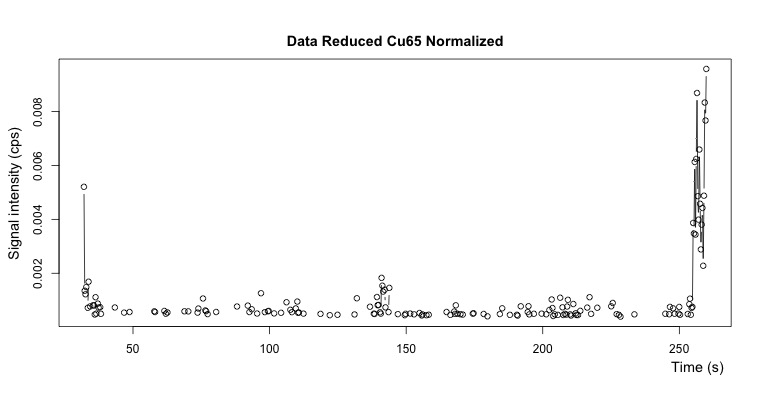 Data Reduced Cu65 Normalized
Signal intensity (cps)
0.008
0.006
0.004
0.002
50 100 150 200 250
Time (s)